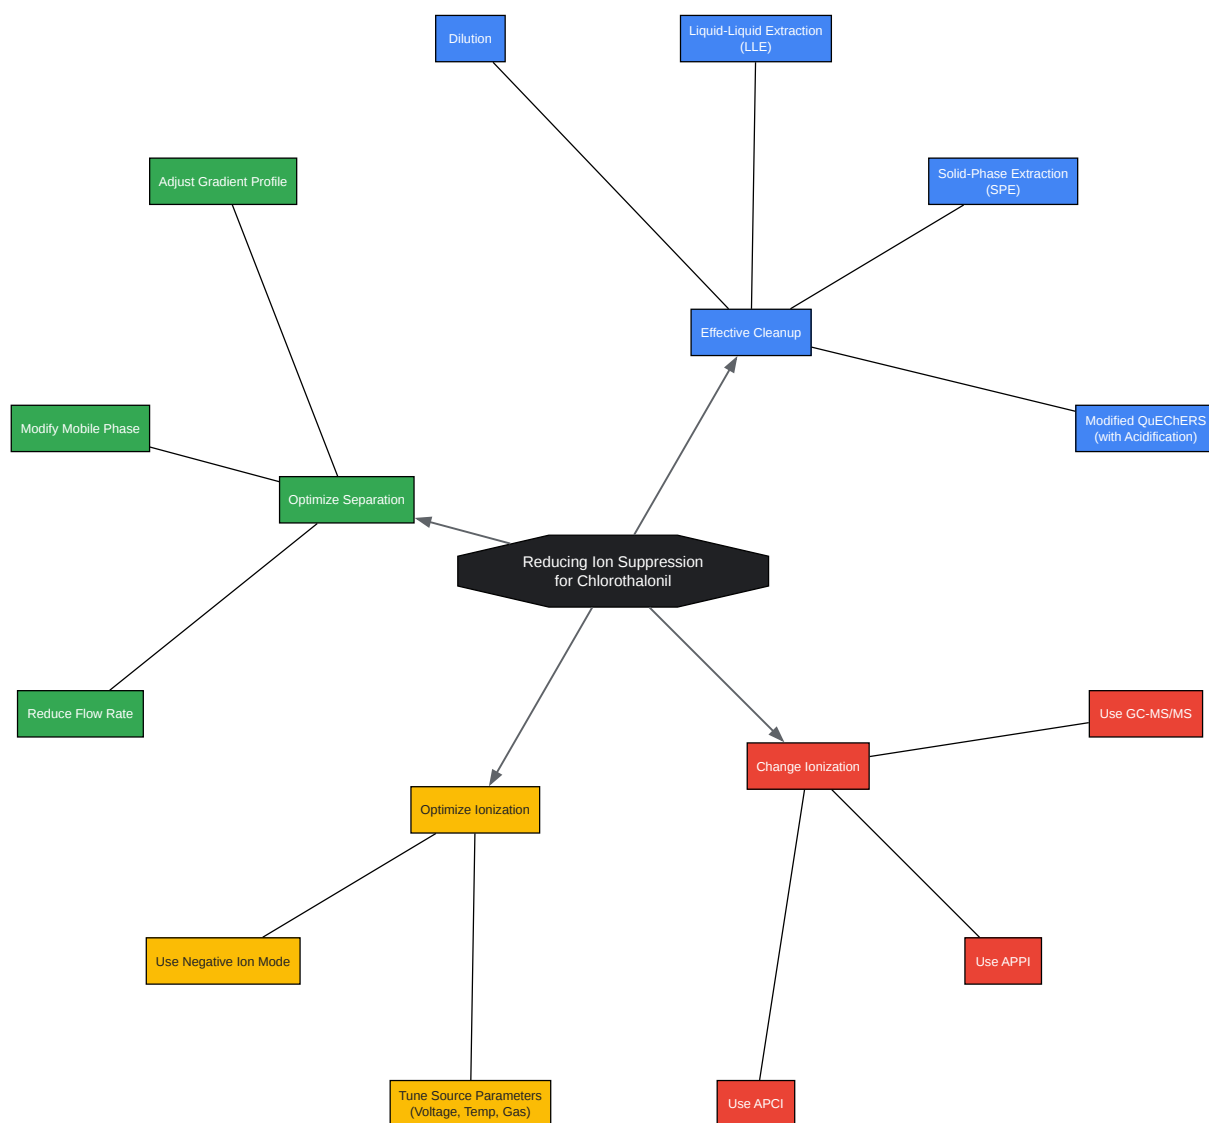 Dilution
Liquid-Liquid Extraction
(LLE)
Adjust Gradient Profile
Solid-Phase Extraction
(SPE)
Effective Cleanup
Modify Mobile Phase
Modified QuEChERS
(with Acidification)
Optimize Separation
Reducing Ion Suppression
for Chlorothalonil
Reduce Flow Rate
Use GC-MS/MS
Change Ionization
Optimize Ionization
Use Negative Ion Mode
Use APPI
Tune Source Parameters
(Voltage, Temp, Gas)
Use APCI